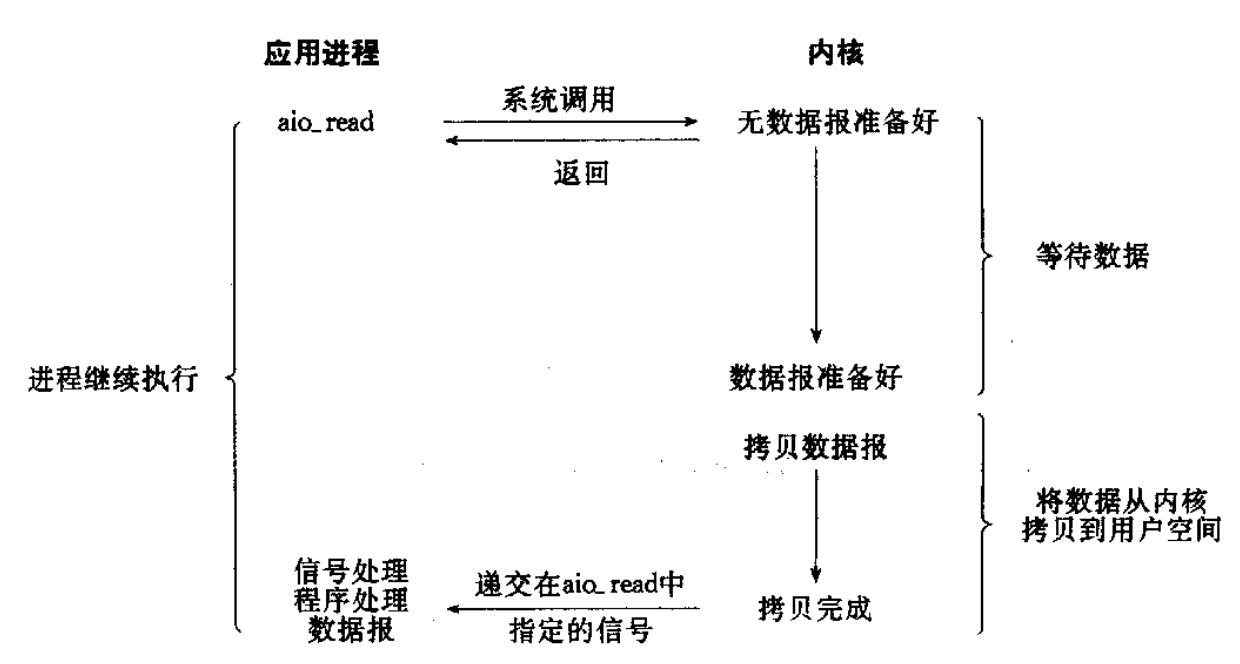 应用进程
内核
aio_read
系统调用
无数据报准备好
返回
等待数据
进程继续执行
数据报准备好
拷贝数据报
将数据从内核
拷贝到用户空间
信号处理
程序处理
数据报
递交在aio_read中
指定的信号
拷贝完成